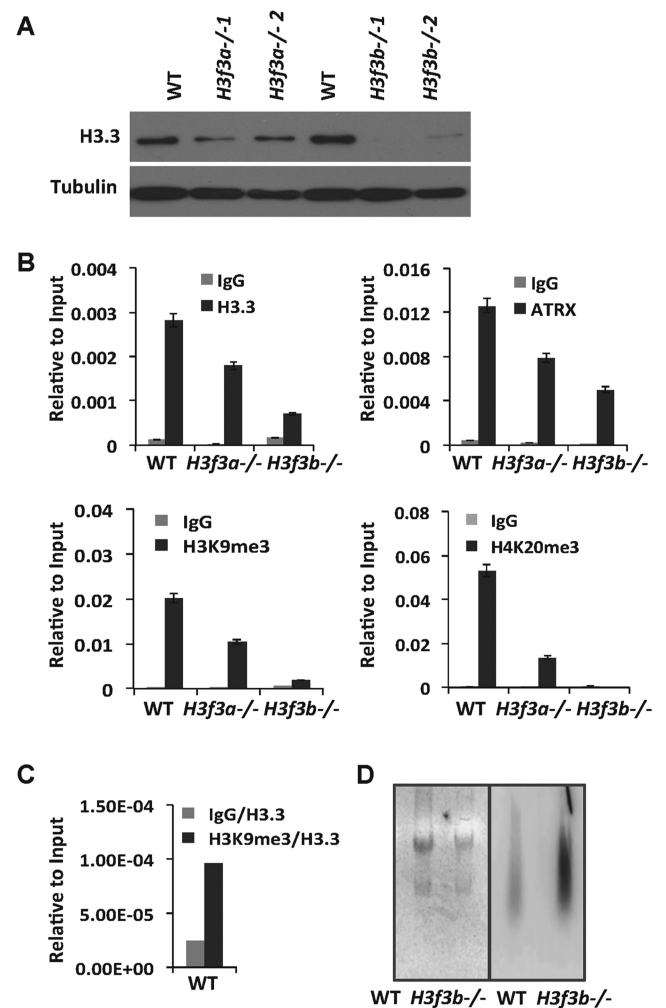 A
WT
H3f3a-/-1
H3f3a-/- 2
WT
H3f3b-/-1
H3f3b-/-2
H3.3
Tubulin
B
Relative to Input
0.004
0.003
0.002
0.001
0
IgG
H3.3
WT H3f3a-/- H3f3b-/-
Relative to Input
0.016
0.012
0.008
0.004
0
IgG
ATRX
WT H3f3a-/- H3f3b-/-
Relative to Input
0.04
0.03
0.02
0.01
0
IgG
H3K9me3
WT H3f3a-/- H3f3b-/-
Relative to Input
0.08
0.06
0.04
0.02
0
IgG
H4K20me3
WT H3f3a-/- H3f3b-/-
C
Relative to Input
1.50E-04
1.00E-04
5.00E-05
0.00E+00
IgG/H3.3
H3K9me3/H3.3
WT
D
WT H3f3b-/- WT H3f3b-/-